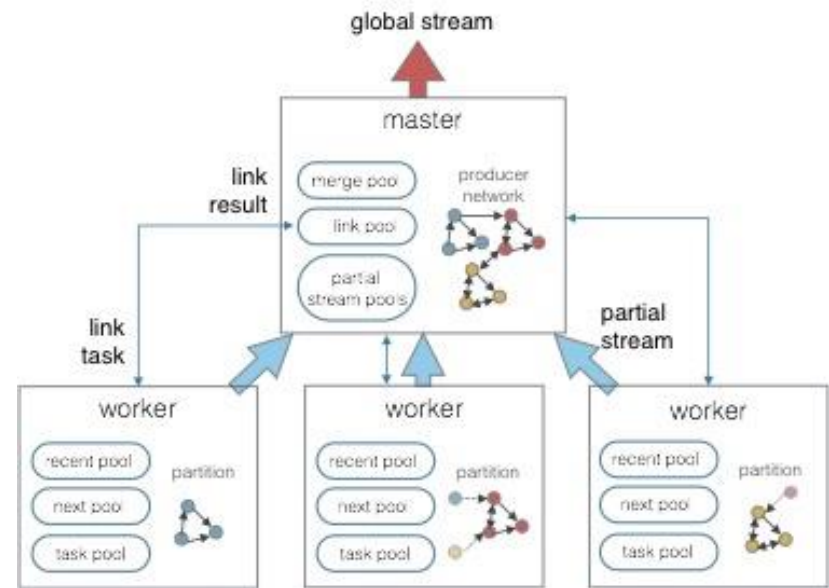 global stream
master
link
result
merge pool
link pool
partial
stream pools
producer
network
link
task
partial
stream
worker
recent pool
next pool
task pool
partition
worker
recent pool
next pool
task pool
partition
worker
recent pool
next pool
task pool
partition